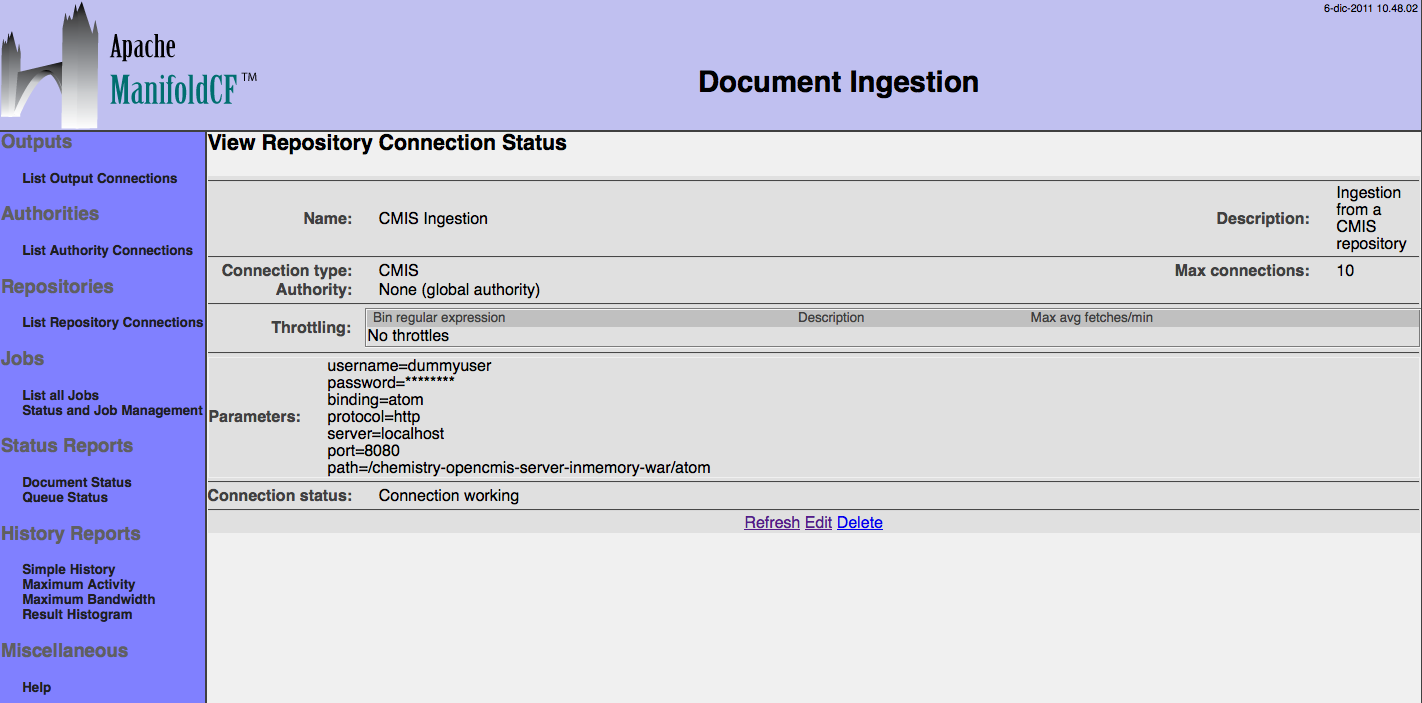 6-dic-2011 10.48.02
Apache
ManifoldCF™
Document Ingestion
Outputs
List Output Connections
Authorities
List Authority Connections
Repositories
List Repository Connections
Jobs
List all Jobs
Status and Job Management
Status Reports
Document Status
Queue Status
History Reports
Simple History
Maximum Activity
Maximum Bandwidth
Result Histogram
Miscellaneous
Help
View Repository Connection Status
Name: CMIS Ingestion
Description:
Ingestion
from a
CMIS
repository
Connection type: CMIS
Max connections: 10
Authority: None (global authority)
Throttling:
Bin regular expression Description Max avg fetches/min
No throttles
Parameters:
username=dummyuser
password=********
binding=atom
protocol=http
server=localhost
port=8080
path=/chemistry-opencmis-server-inmemory-war/atom
Connection status: Connection working
Refresh Edit Delete